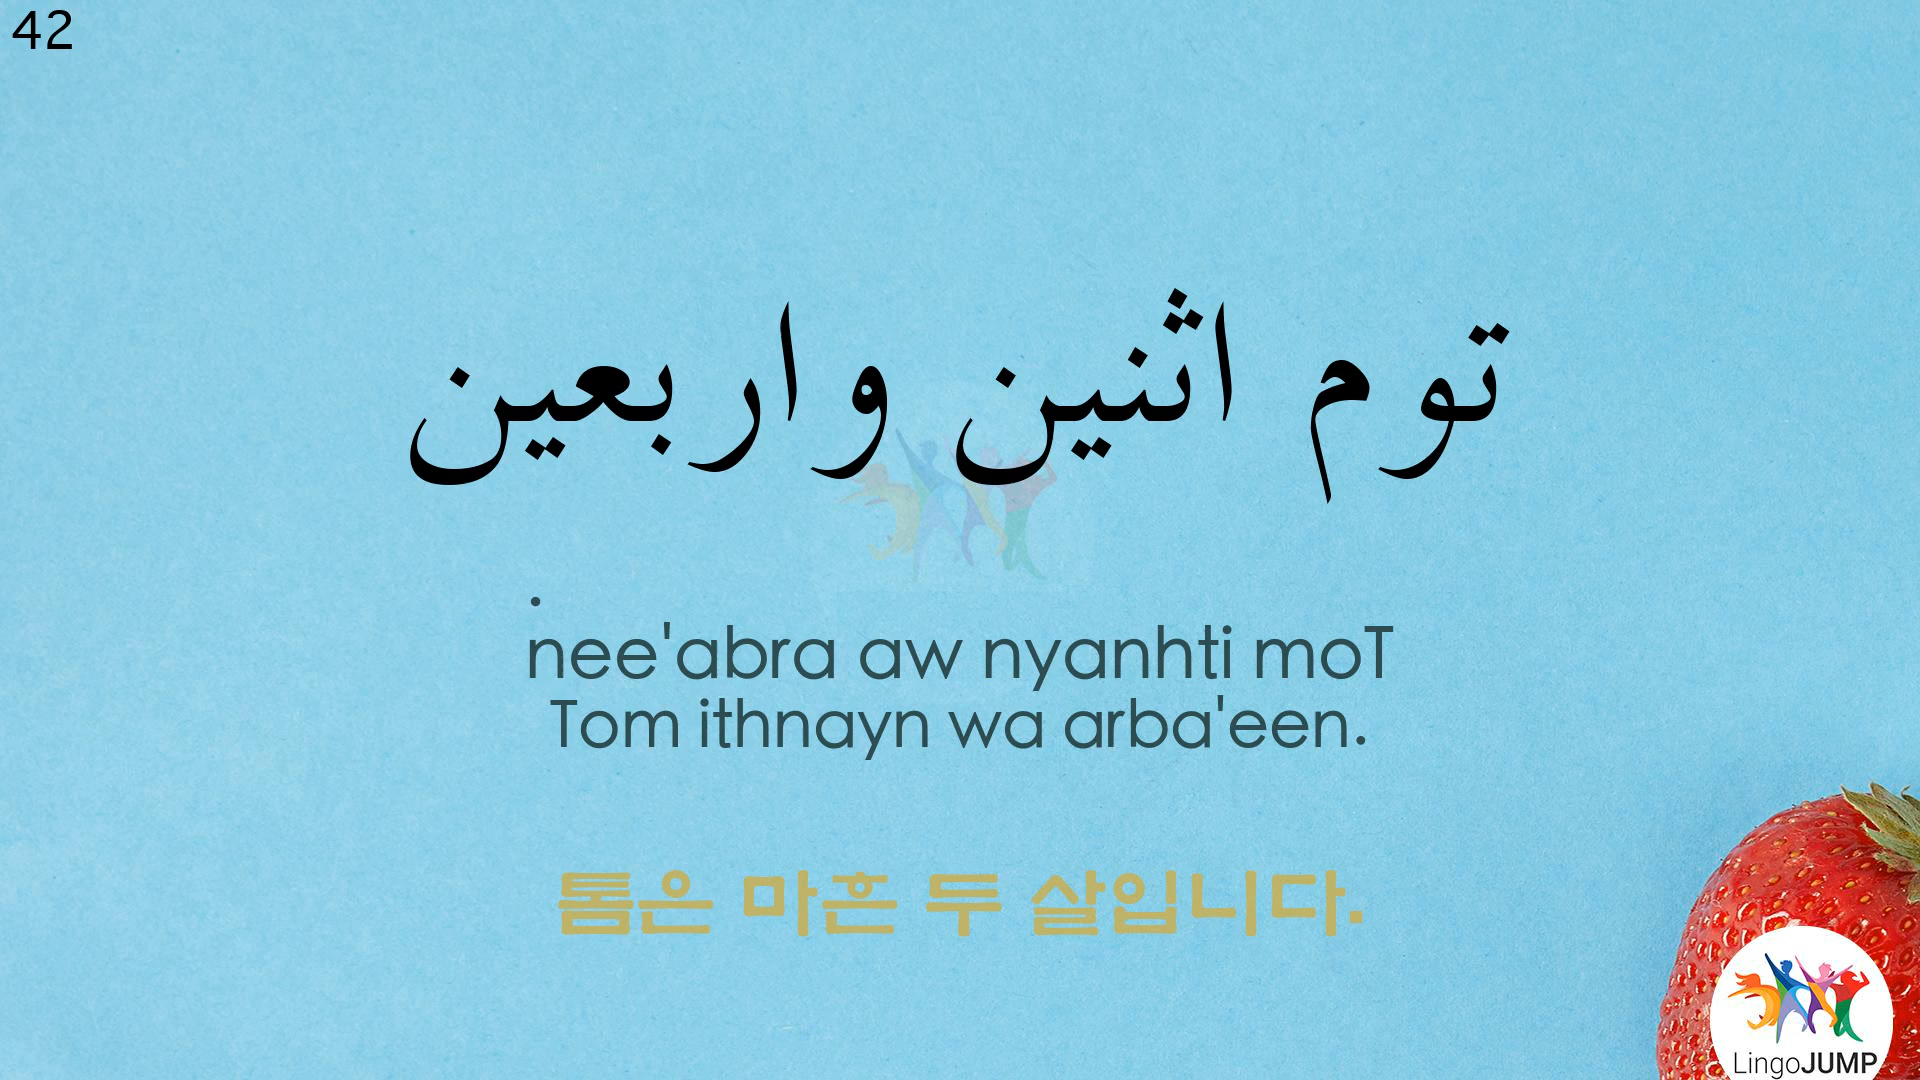 42
توم اثنين واربعين
.
nee'abra aw nyanhti moT
Tom ithnayn wa arba'een.
톰은 마흔 두 살입니다.
LingoJUMP